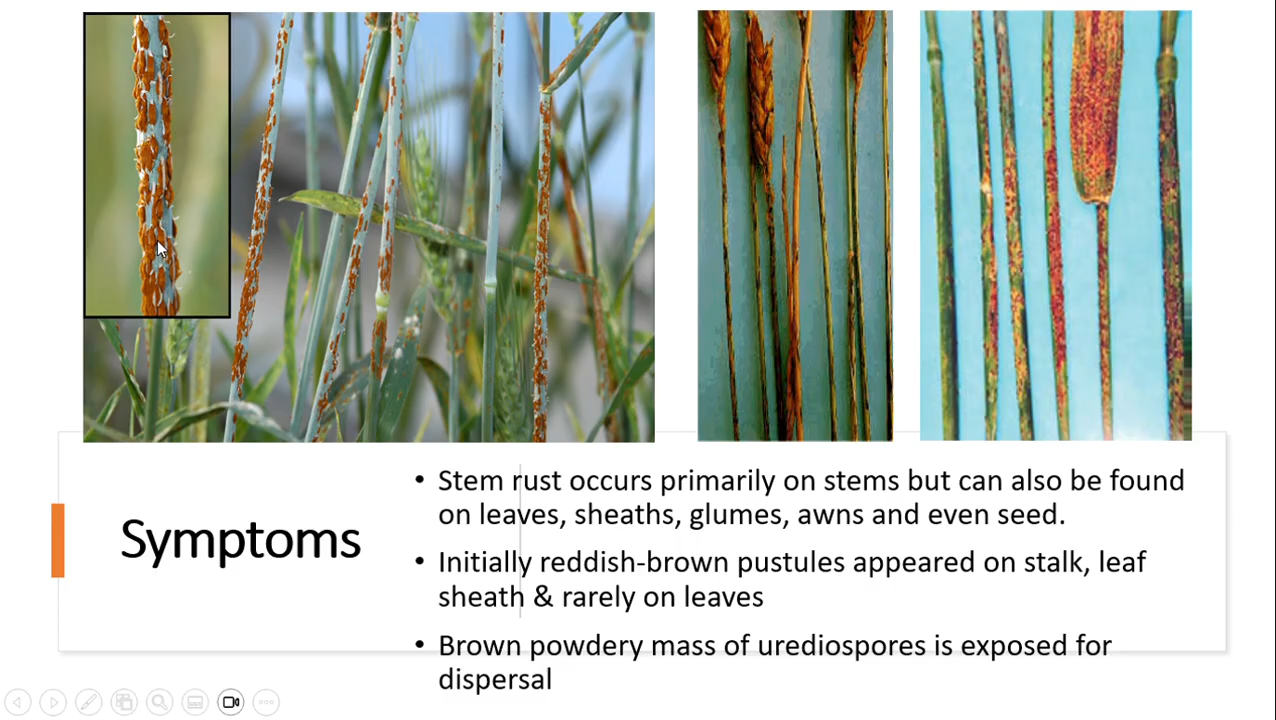 Symptoms
• Stem rust occurs primarily on stems but can also be found
on leaves, sheaths, glumes, awns and even seed.
• Initially reddish-brown pustules appeared on stalk, leaf
sheath & rarely on leaves
• Brown powdery mass of urediospores is exposed for
dispersal